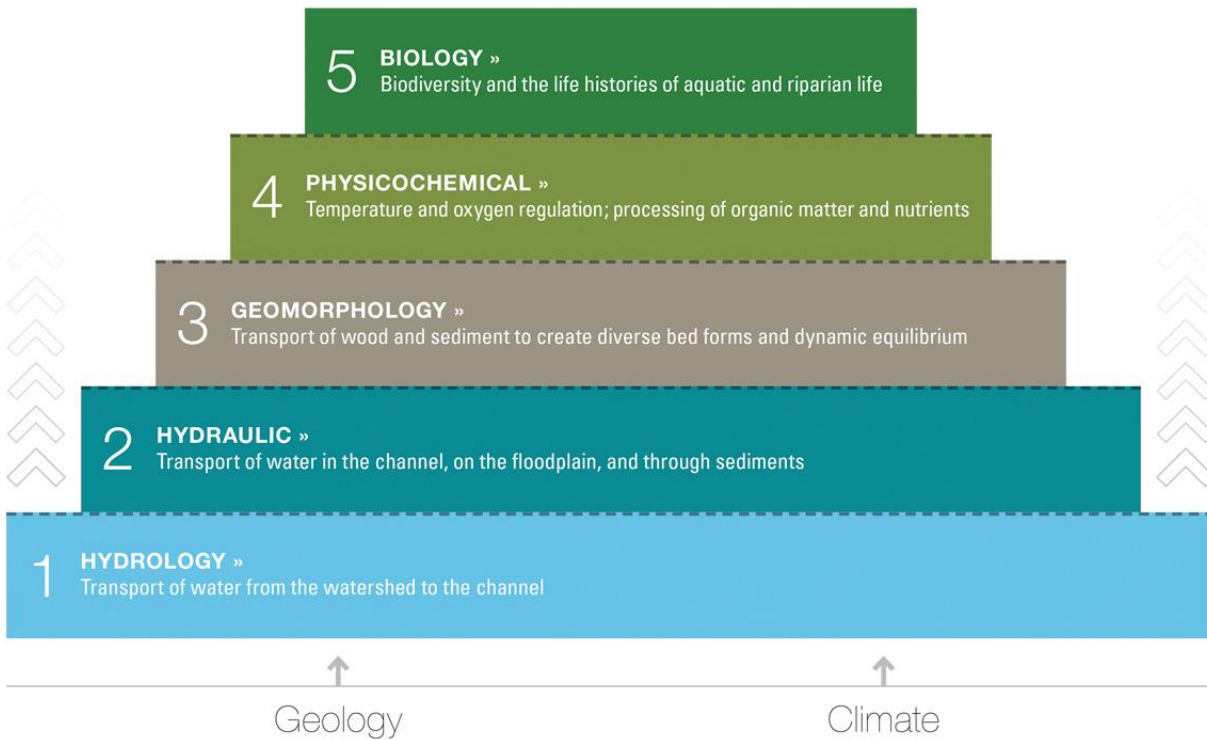 5 BIOLOGY »
Biodiversity and the life histories of aquatic and riparian life
4 PHYSICOCHEMICAL »
Temperature and oxygen regulation; processing of organic matter and nutrients
3 GEOMORPHOLOGY »
Transport of wood and sediment to create diverse bed forms and dynamic equilibrium
2 HYDRAULIC »
Transport of water in the channel, on the floodplain, and through sediments
1 HYDROLOGY »
Transport of water from the watershed to the channel
Geology
Climate